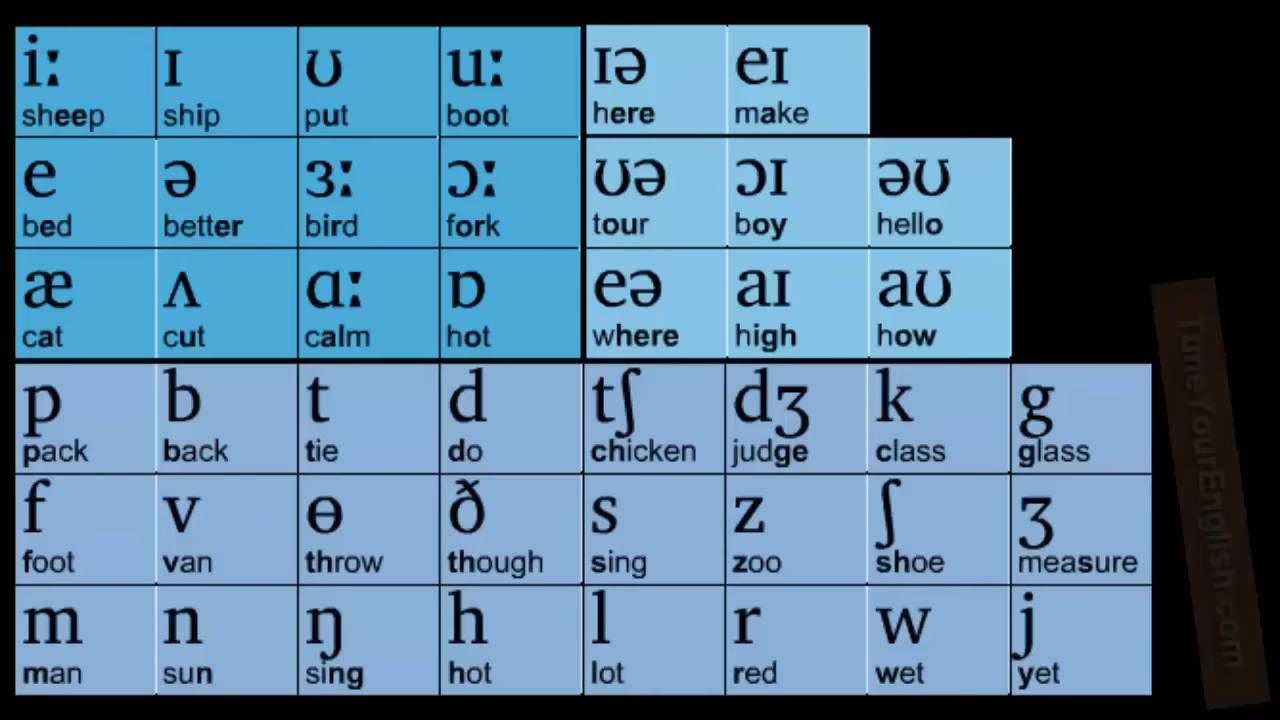 iː ɪ ʊ uː ɪə eɪ
sheep ship put boot here make
e ə ɜː ɔː ʊə ɔɪ əʊ
bed better bird fork tour boy hello
æ ʌ ɑː ɒ eə aɪ aʊ
cat cut calm hot where high how
p b t d tʃ dʒ k g
pack back tie do chicken judge class glass
f v ɵ ð s z ʃ ʒ
foot van throw though sing zoo shoe measure
m n ŋ h l r w j
man sun sing hot lot red wet yet
TuneYourEnglish.com